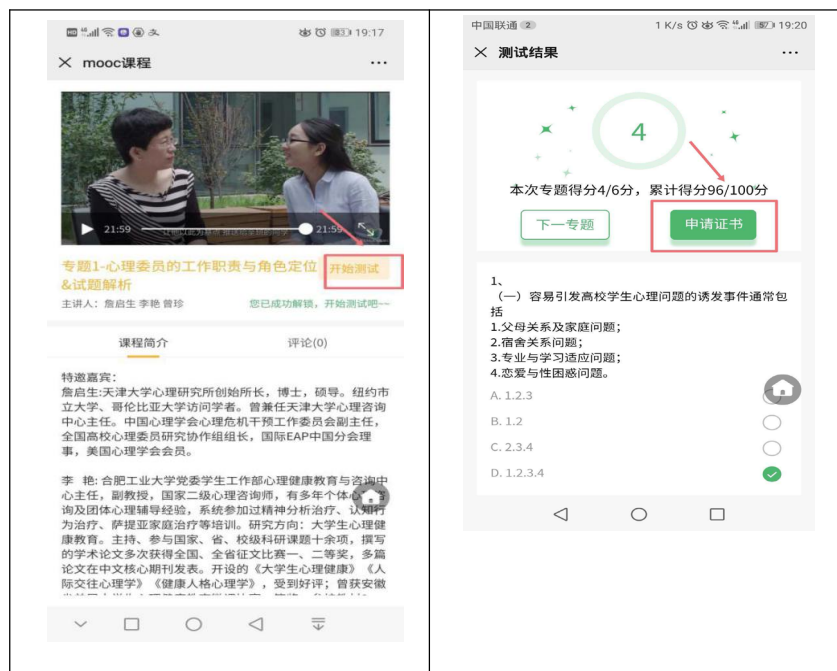 19:17
mooc课程
21:59
21:59
专题1-心理委员的工作职责与角色定位
&试题解析
开始测试
主讲人：詹启生 李艳 曾珍
您已成功解锁，开始测试吧~~
课程简介
评论(0)
特邀嘉宾：
詹启生:天津大学心理研究所创始所长，博士，硕导。纽约市
立大学、哥伦比亚大学访问学者。曾兼任天津大学心理咨询
中心主任。中国心理学会心理危机干预工作委员会副主任，
全国高校心理委员研究协作组组长，国际EAP中国分会理
事，美国心理学会会员。
李 艳: 合肥工业大学党委学生工作部心理健康教育与咨询中
心主任，副教授，国家二级心理咨询师，有多年个体心
询及团体心理辅导经验，系统参加过精神分析治疗、认知行
为治疗、萨提亚家庭治疗等培训。研究方向：大学生心理健
康教育。主持、参与国家、省、校级科研课题十余项，撰写
的学术论文多次获得全国、全省征文比赛一、二等奖，多篇
论文在中文核心期刊发表。开设的《大学生心理健康》《人
际交往心理学》《健康人格心理学》，受到好评；曾获安徽
中国联通 2
1 K/s
57
19:20
测试结果
4
本次专题得分4/6分，累计得分96/100分
下一专题
申请证书
1、
（一）容易引发高校学生心理问题的诱发事件通常包
括
1.父母关系及家庭问题；
2.宿舍关系问题；
3.专业与学习适应问题；
4.恋爱与性困惑问题。
A. 1.2.3
B. 1.2
C. 2.3.4
D. 1.2.3.4